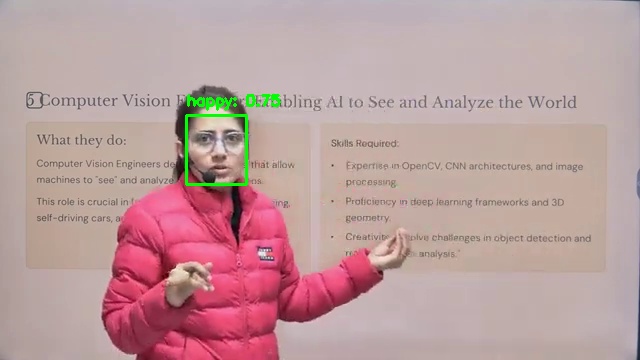 happy: 0.75
5 Computer Vision Enabling AI to See and Analyze the World
What they do:
Computer Vision Engineers that allow
machines to "see" and analyze
This role is crucial in
self-driving cars,
Skills Required:
• Expertise in OpenCV, CNN architectures, and image
processing.
• Proficiency in deep learning frameworks and 3D
geometry.
• solve challenges in object detection and
analysis."